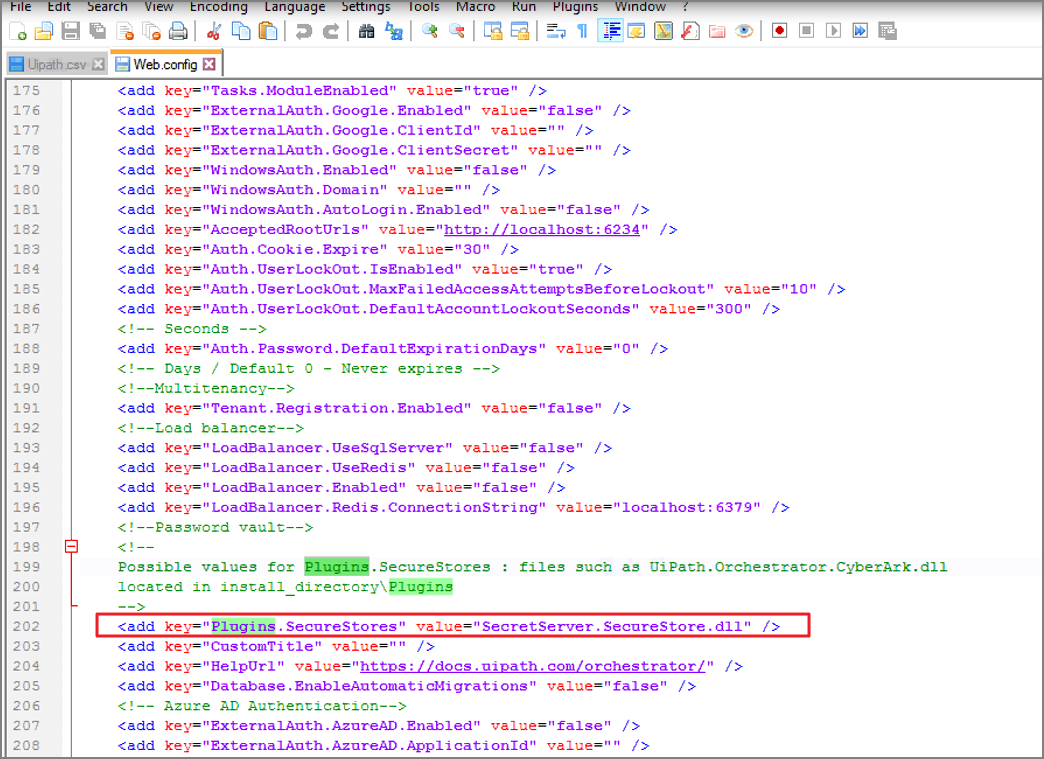 File Edit Search View Encoding Language Settings Tools Macro Run Plugins Window ?
Uipath.csv Web.config
175 <add key="Tasks.ModuleEnabled" value="true" />
176 <add key="ExternalAuth.Google.Enabled" value="false" />
177 <add key="ExternalAuth.Google.ClientId" value="" />
178 <add key="ExternalAuth.Google.ClientSecret" value="" />
179 <add key="WindowsAuth.Enabled" value="false" />
180 <add key="WindowsAuth.Domain" value="" />
181 <add key="WindowsAuth.AutoLogin.Enabled" value="false" />
182 <add key="AcceptedRootUrls" value="http://localhost:6234" />
183 <add key="Auth.Cookie.Expire" value="30" />
184 <add key="Auth.UserLockOut.IsEnabled" value="true" />
185 <add key="Auth.UserLockOut.MaxFailedAccessAttemptsBeforeLockout" value="10" />
186 <add key="Auth.UserLockOut.DefaultAccountLockoutSeconds" value="300" />
187 <!-- Seconds -->
188 <add key="Auth.Password.DefaultExpirationDays" value="0" />
189 <!-- Days / Default 0 - Never expires -->
190 <!--Multitenancy-->
191 <add key="Tenant.Registration.Enabled" value="false" />
192 <!--Load balancer-->
193 <add key="LoadBalancer.UseSqlServer" value="false" />
194 <add key="LoadBalancer.UseRedis" value="false" />
195 <add key="LoadBalancer.Enabled" value="false" />
196 <add key="LoadBalancer.Redis.ConnectionString" value="localhost:6379" />
197 <!--Password vault-->
198 <!--
199 Possible values for Plugins.SecureStores : files such as UiPath.Orchestrator.CyberArk.dll
200 located in install_directory\Plugins
201 -->
202 <add key="Plugins.SecureStores" value="SecretServer.SecureStore.dll" />
203 <add key="CustomTitle" value="" />
204 <add key="HelpUrl" value="https://docs.uipath.com/orchestrator/" />
205 <add key="Database.EnableAutomaticMigrations" value="false" />
206 <!-- Azure AD Authentication-->
207 <add key="ExternalAuth.AzureAD.Enabled" value="false" />
208 <add key="ExternalAuth.AzureAD.ApplicationId" value="" />